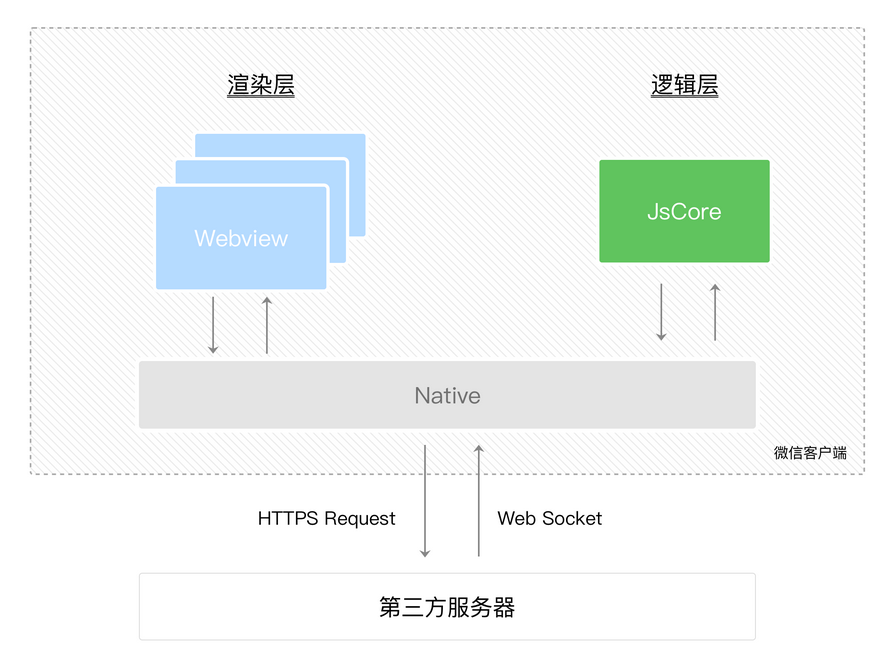 渲染层
逻辑层
Webview
JsCore
Native
微信客户端
HTTPS Request
Web Socket
第三方服务器